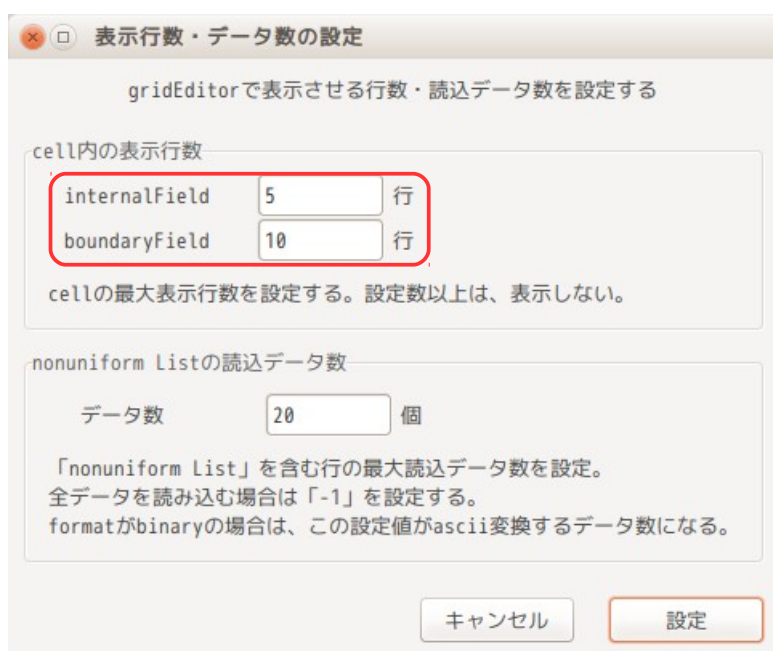 表示行数・データ数の設定
gridEditorで表示させる行数・読込データ数を設定する
cell内の表示行数
internalField 5 行
boundaryField 10 行
cellの最大表示行数を設定する。設定数以上は、表示しない。
nonuniform Listの読込データ数
データ数 20 個
「nonuniform List」を含む行の最大読込データ数を設定。
全データを読み込む場合は「-1」を設定する。
formatがbinaryの場合は、この設定値がascii変換するデータ数になる。
キャンセル 設定